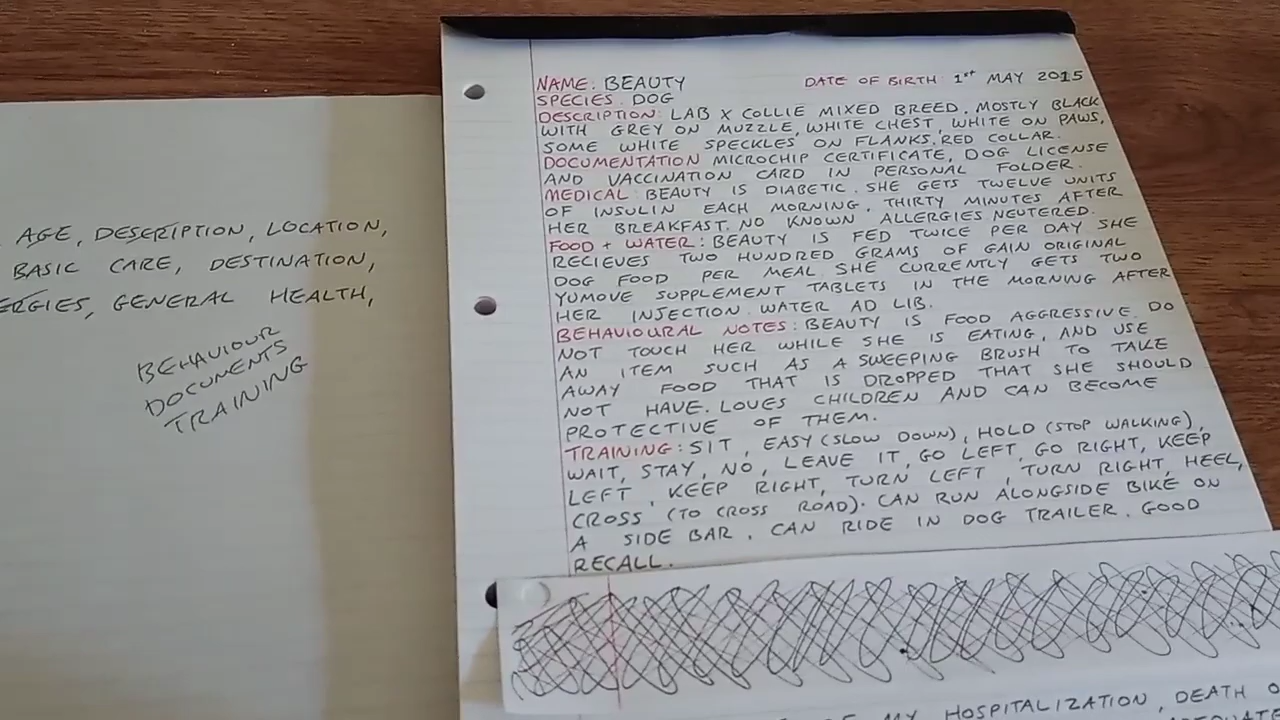 AGE, DESCRIPTION, LOCATION,
BASIC CARE, DESTINATION,
ERGIES, GENERAL HEALTH,
BEHAVIOUR
DOCUMENTS
TRAINING
NAME: BEAUTY DATE OF BIRTH: 1st MAY 2015
SPECIES: DOG
DESCRIPTION: LAB X COLLIE MIXED BREED. MOSTLY BLACK
WITH GREY ON MUZZLE, WHITE CHEST, WHITE ON PAWS,
SOME WHITE SPECKLES ON FLANKS. RED COLLAR.
DOCUMENTATION MICROCHIP CERTIFICATE, DOG LICENSE
AND VACCINATION CARD IN PERSONAL FOLDER.
MEDICAL: BEAUTY IS DIABETIC. SHE GETS TWELVE UNITS
OF INSULIN EACH MORNING. THIRTY MINUTES AFTER
HER BREAKFAST. NO KNOWN ALLERGIES NEUTERED.
FOOD + WATER: BEAUTY IS FED TWICE PER DAY SHE
RECIEVES TWO HUNDRED GRAMS OF GAIN ORIGINAL
DOG FOOD PER MEAL. SHE CURRENTLY GETS TWO
YUMOVE SUPPLEMENT TABLETS IN THE MORNING AFTER
HER INJECTION. WATER AD LIB.
BEHAVIOURAL NOTES: BEAUTY IS FOOD AGGRESSIVE. DO
NOT TOUCH HER WHILE SHE IS EATING, AND USE
AN ITEM SUCH AS A SWEEPING BRUSH TO TAKE
AWAY FOOD THAT IS DROPPED THAT SHE SHOULD
NOT HAVE. LOVES CHILDREN AND CAN BECOME
PROTECTIVE OF THEM.
TRAINING: SIT, EASY (SLOW DOWN), HOLD (STOP WALKING),
WAIT, STAY, NO, LEAVE IT, GO LEFT, GO RIGHT, KEEP
LEFT, KEEP RIGHT, TURN LEFT, TURN RIGHT, HEEL,
CROSS (TO CROSS ROAD). CAN RUN ALONGSIDE BIKE ON
A SIDE BAR. CAN RIDE IN DOG TRAILER. GOOD
RECALL.
MY HOSPITALIZATION, DEATH O